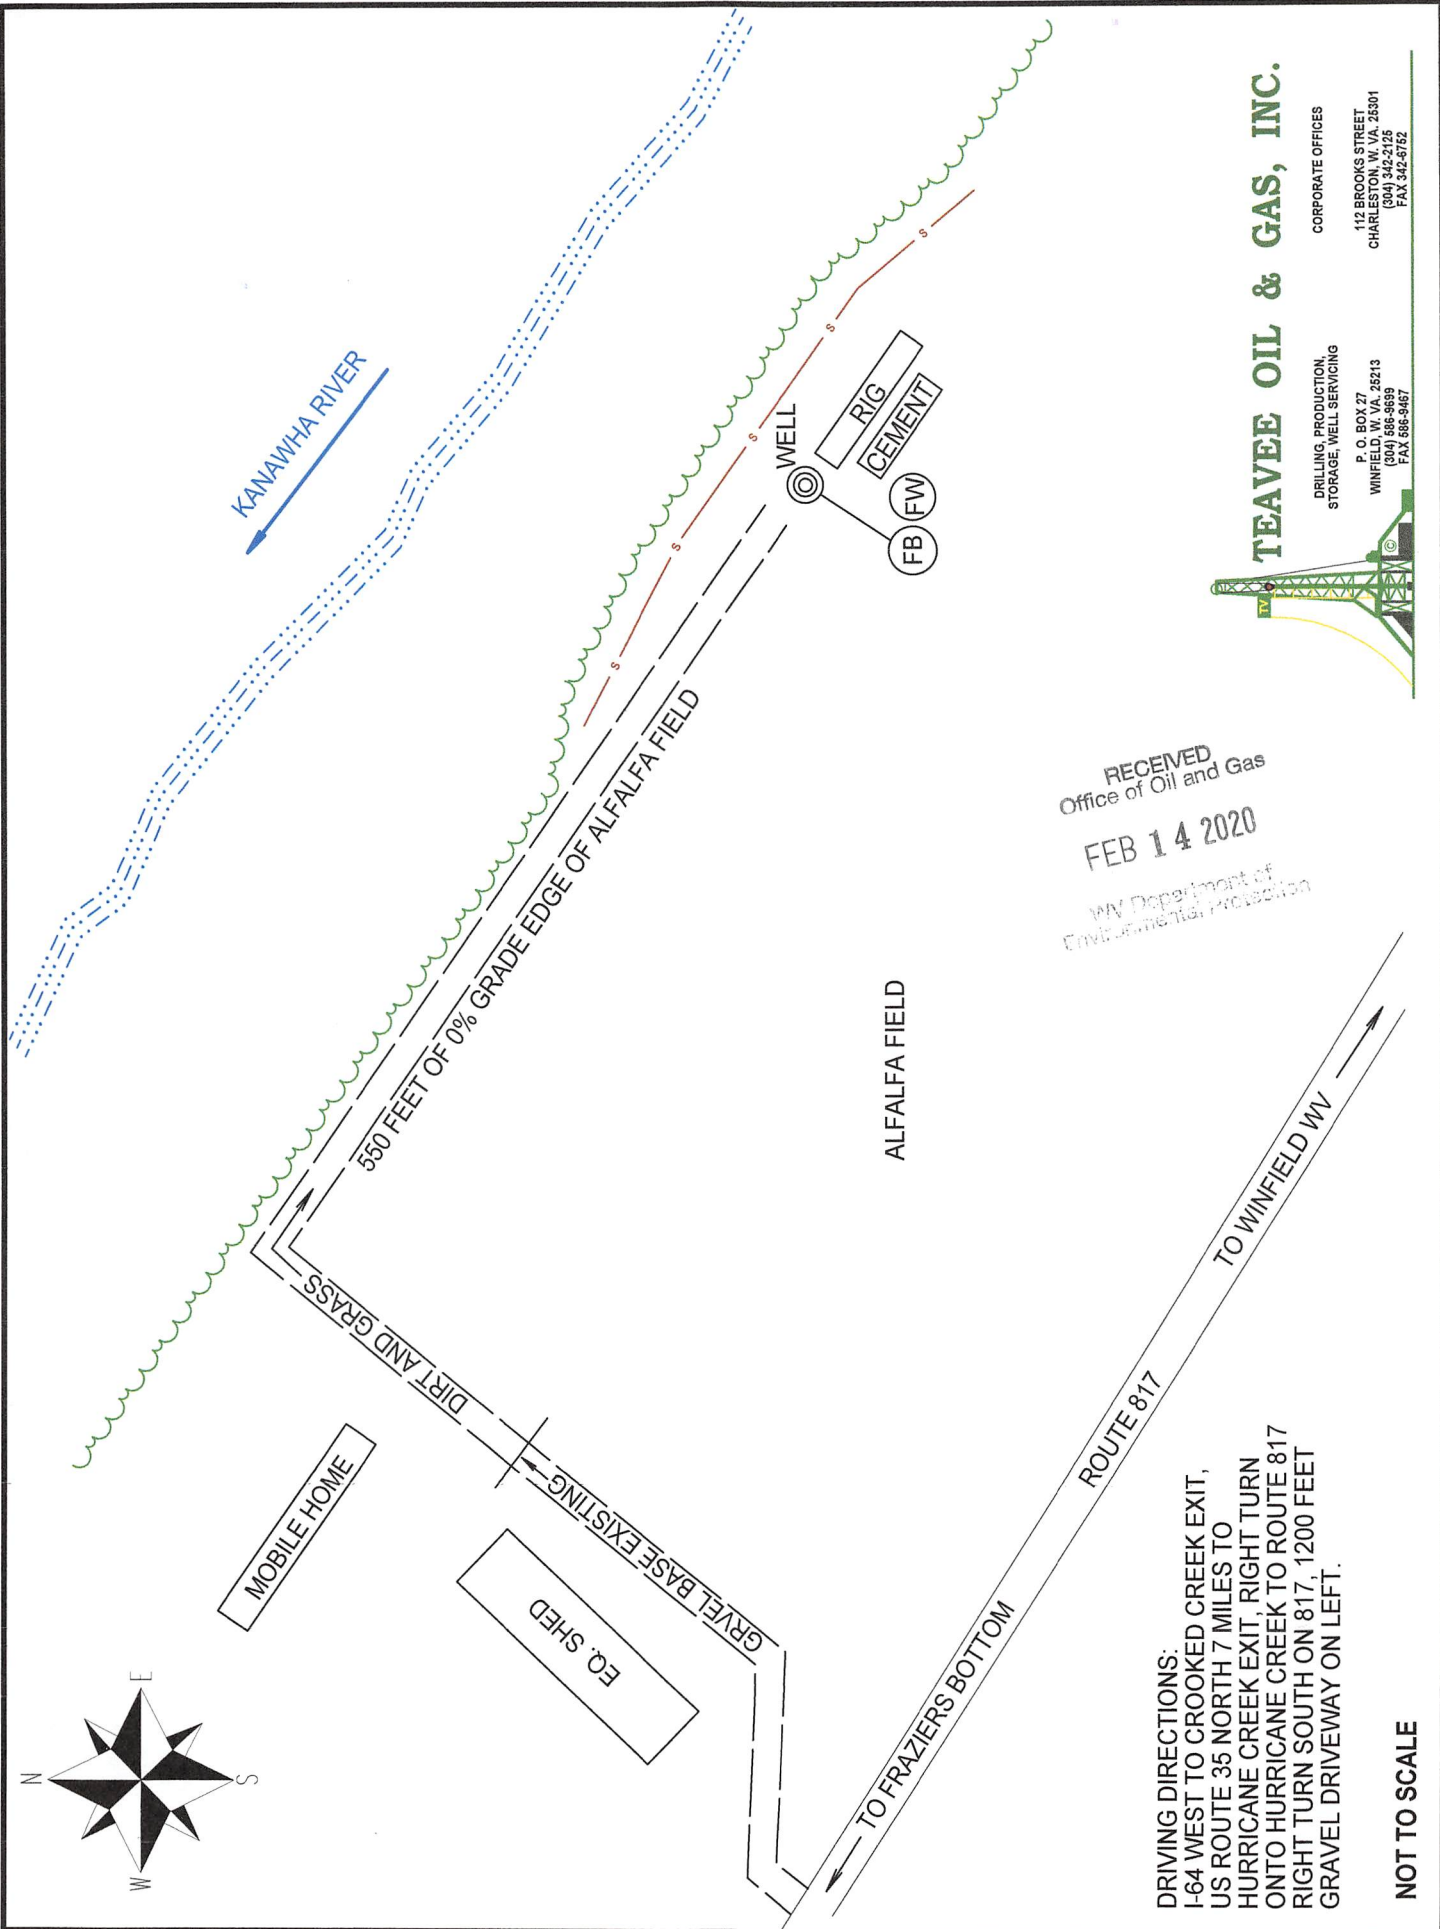 N
E
S
W
KANAWHA RIVER
MOBILE HOME
EQ. SHED
GRVEL BASE EXISTING
DIRT AND GRASS
550 FEET OF 0% GRADE EDGE OF ALFALFA FIELD
S
S
S
S
S
WELL
RIG
CEMENT
FB
FW
ALFALFA FIELD
TO FRAZIERS BOTTOM
ROUTE 817
TO WINFIELD WV
RECEIVED
Office of Oil and Gas
FEB 14 2020
WV Department of
Environmental Protection
DRIVING DIRECTIONS:
I-64 WEST TO CROOKED CREEK EXIT,
US ROUTE 35 NORTH 7 MILES TO
HURRICANE CREEK EXIT, RIGHT TURN
ONTO HURRICANE CREEK TO ROUTE 817
RIGHT TURN SOUTH ON 817, 1200 FEET
GRAVEL DRIVEWAY ON LEFT.
NOT TO SCALE
TV
©
TEAVEE OIL & GAS, INC.
DRILLING, PRODUCTION,
STORAGE, WELL SERVICING
P. O. BOX 27
WINFIELD, W. VA. 25213
(304) 586-9699
FAX 586-9467
CORPORATE OFFICES
112 BROOKS STREET
CHARLESTON, W. VA. 25301
(304) 342-2125
FAX 342-6752